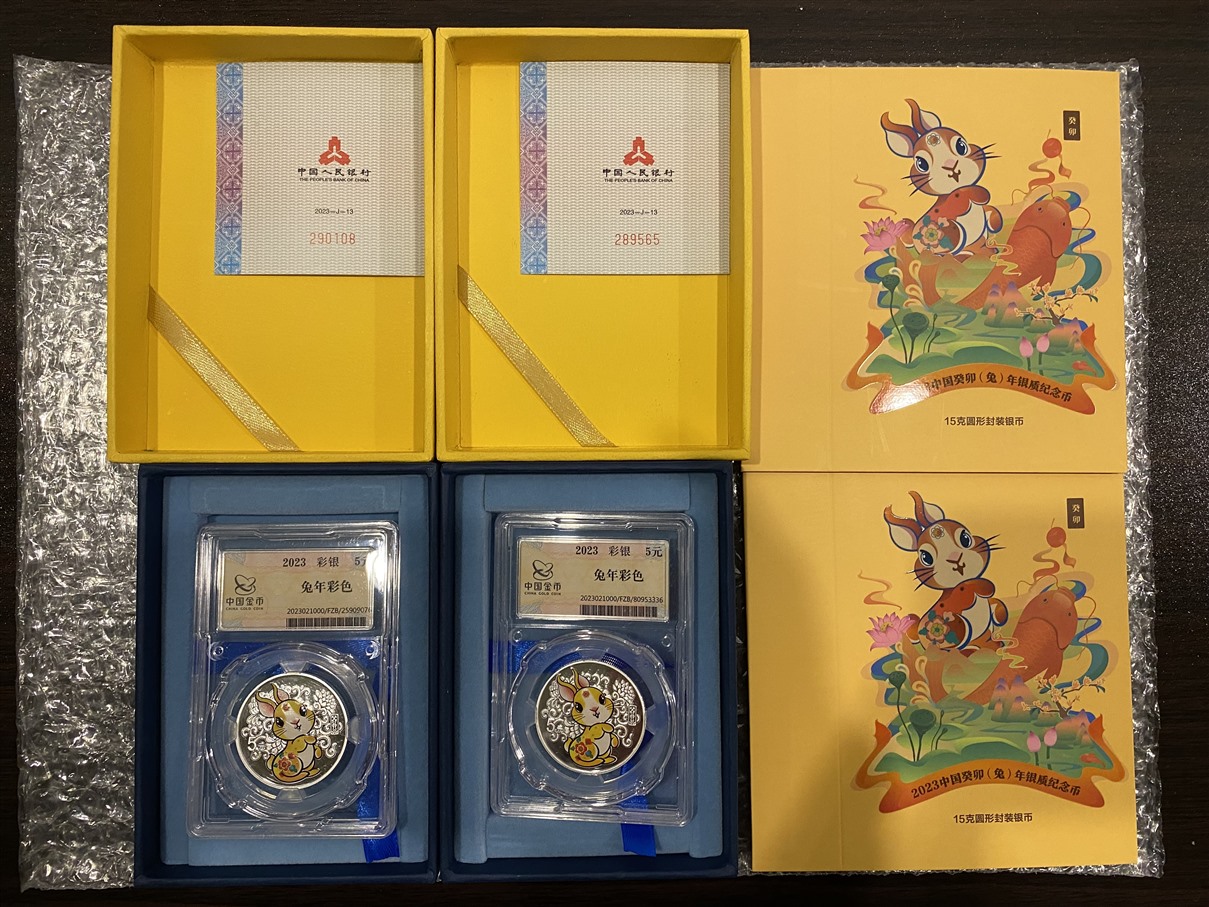 中国人民银行
THE PEOPLE'S BANK OF CHINA
2023-J-13
290108
中国人民银行
THE PEOPLE'S BANK OF CHINA
2023-J-13
289565
癸卯
中国癸卯（兔）年银质纪念币
15克圆形封装银币
2023 彩银 5元
兔年彩色
中国金币
CHINA GOLD COIN
2023021000/FZB/2590907
2023 彩银 5元
兔年彩色
中国金币
CHINA GOLD COIN
2023021000/FZB/80953336
癸卯
2023中国癸卯（兔）年银质纪念币
15克圆形封装银币